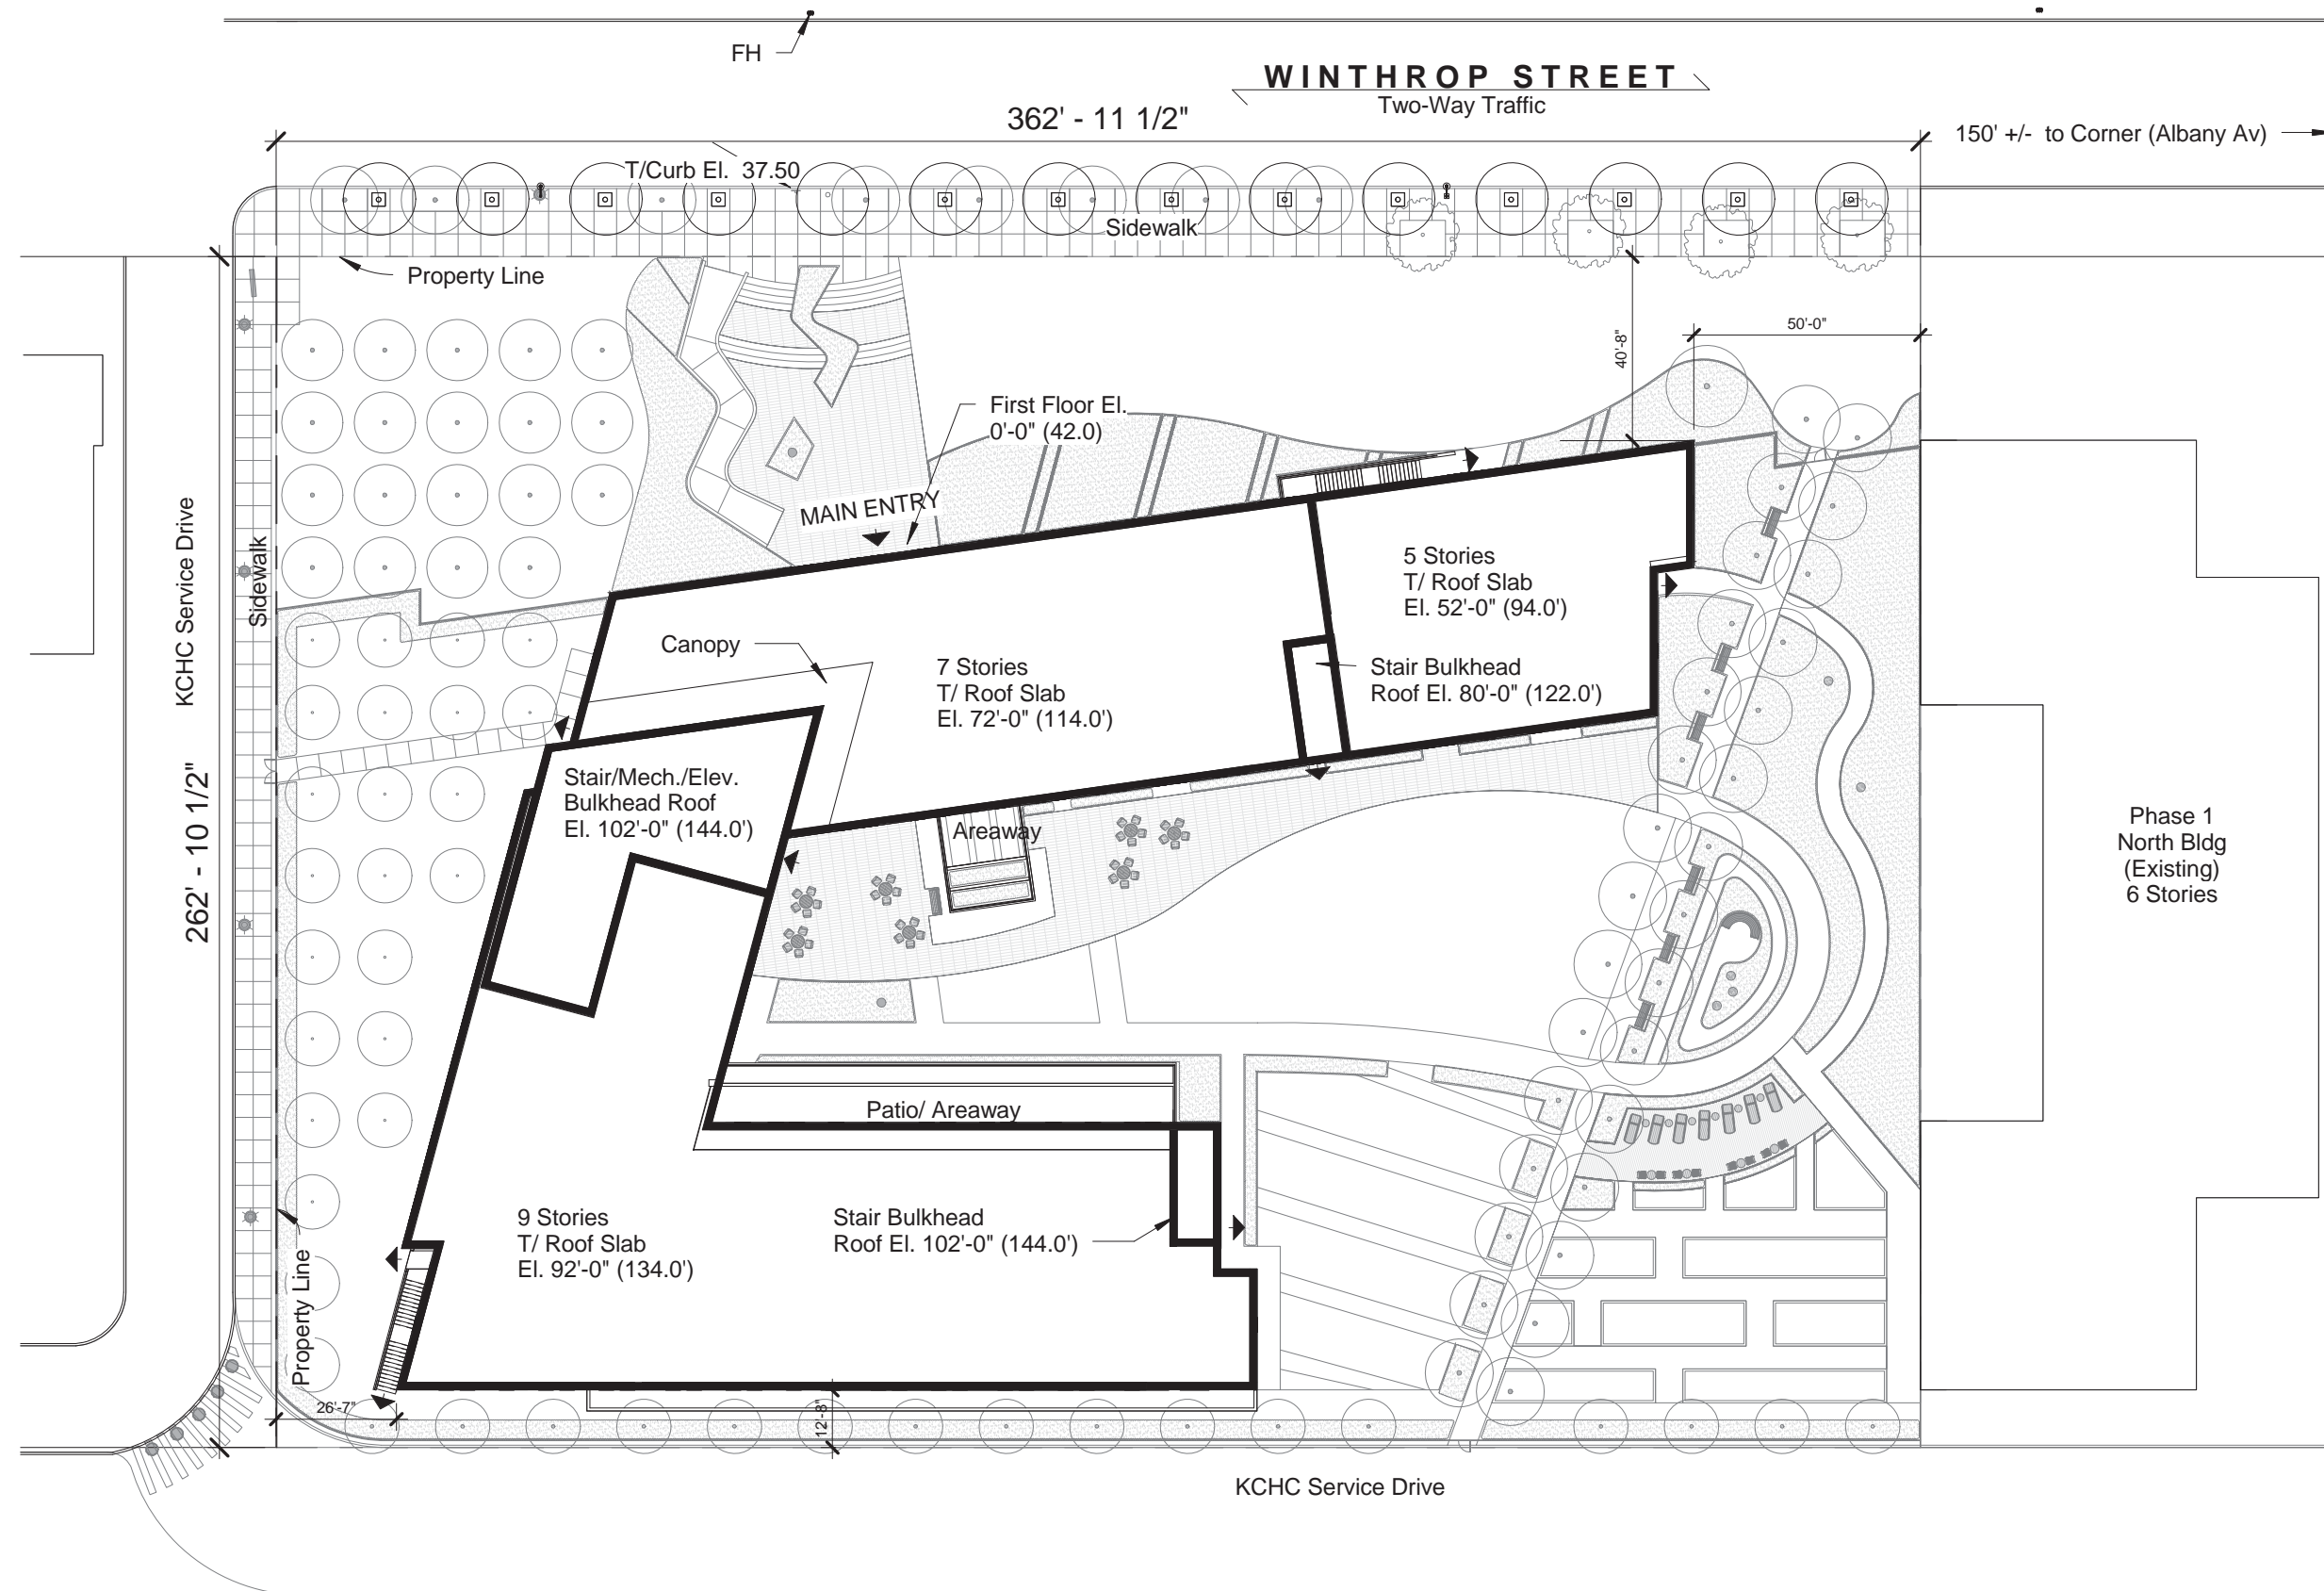 FH
WINTHROP STREET
Two-Way Traffic
362' - 11 1/2"
150' +/- to Corner (Albany Av)
T/Curb El. 37.50
Sidewalk
Property Line
50'-0"
40'-8"
First Floor El.
0'-0" (42.0)
MAIN ENTRY
KCHC Service Drive
Sidewalk
262' - 10 1/2"
5 Stories
T/ Roof Slab
El. 52'-0" (94.0')
Canopy
7 Stories
T/ Roof Slab
El. 72'-0" (114.0')
Stair Bulkhead
Roof El. 80'-0" (122.0')
Stair/Mech./Elev.
Bulkhead Roof
El. 102'-0" (144.0')
Areaway
Phase 1
North Bldg
(Existing)
6 Stories
Patio/ Areaway
9 Stories
T/ Roof Slab
El. 92'-0" (134.0')
Stair Bulkhead
Roof El. 102'-0" (144.0')
Property Line
26'-7"
12'-8"
KCHC Service Drive